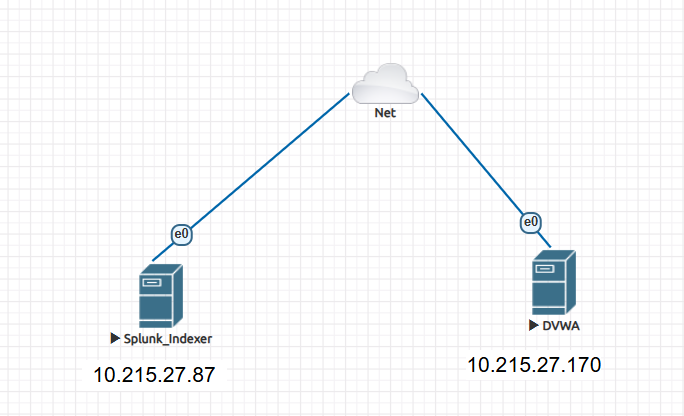 Net
e0
e0
Splunk_Indexer
DVWA
10.215.27.87
10.215.27.170